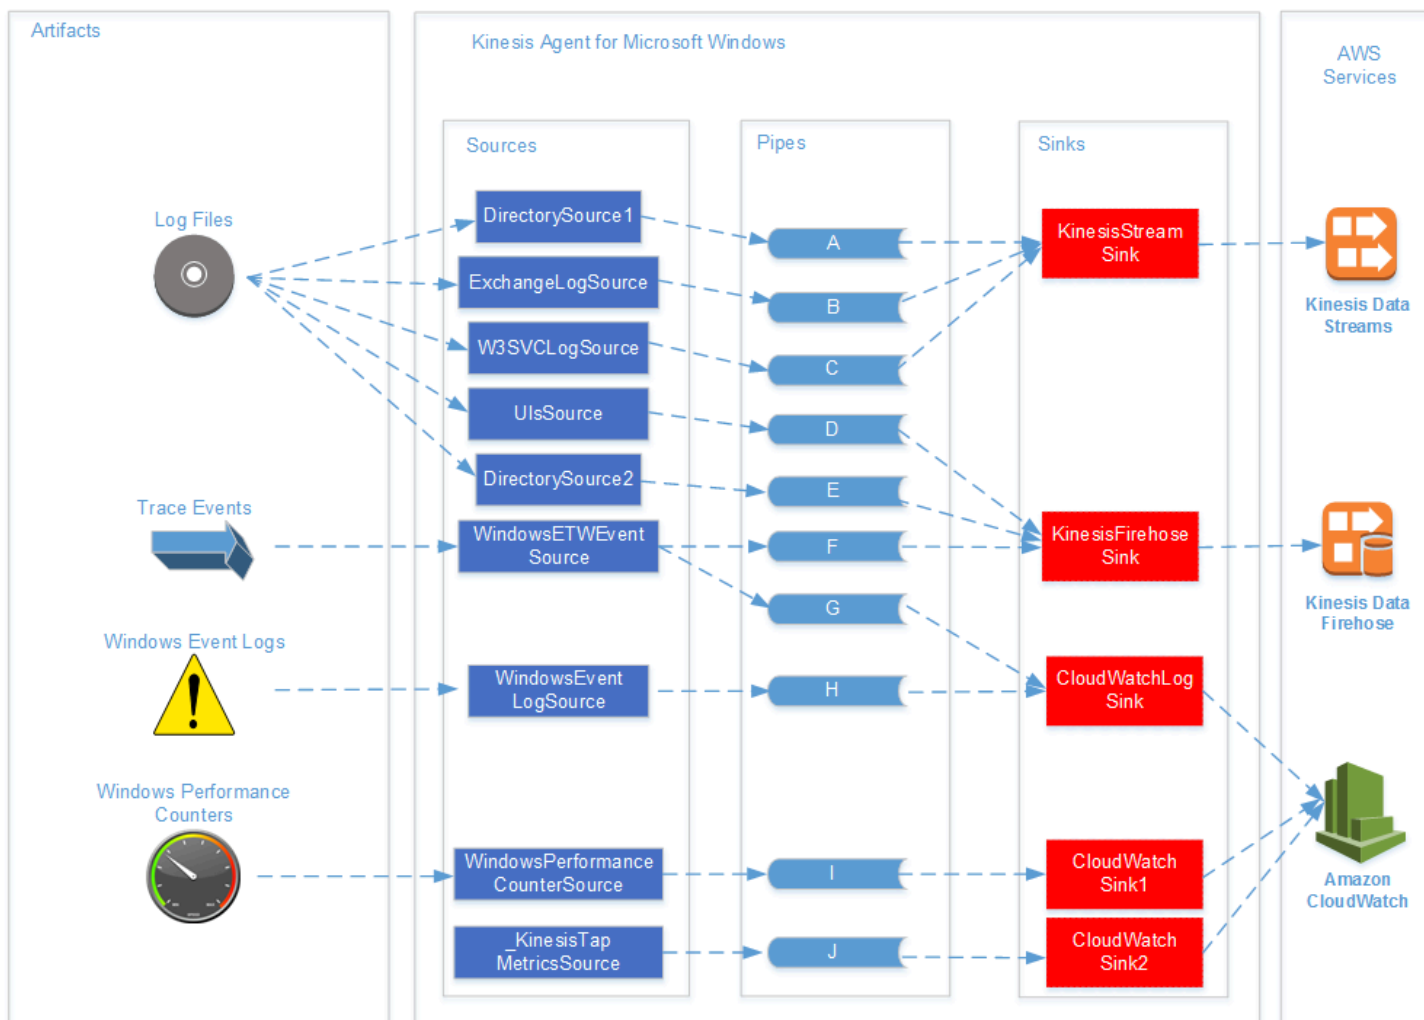 Artifacts
Kinesis Agent for Microsoft Windows
AWS
Services
Sources
Pipes
Sinks
Log Files
Trace Events
Windows Event Logs
Windows Performance
Counters
DirectorySource1
ExchangeLogSource
W3SVCLogSource
UlsSource
DirectorySource2
WindowsETWEvent
Source
WindowsEvent
LogSource
WindowsPerformance
CounterSource
_KinesisTap
MetricsSource
A
B
C
D
E
F
G
H
I
J
KinesisStream
Sink
KinesisFirehose
Sink
CloudWatchLog
Sink
CloudWatch
Sink1
CloudWatch
Sink2
Kinesis Data
Streams
Kinesis Data
Firehose
Amazon
CloudWatch